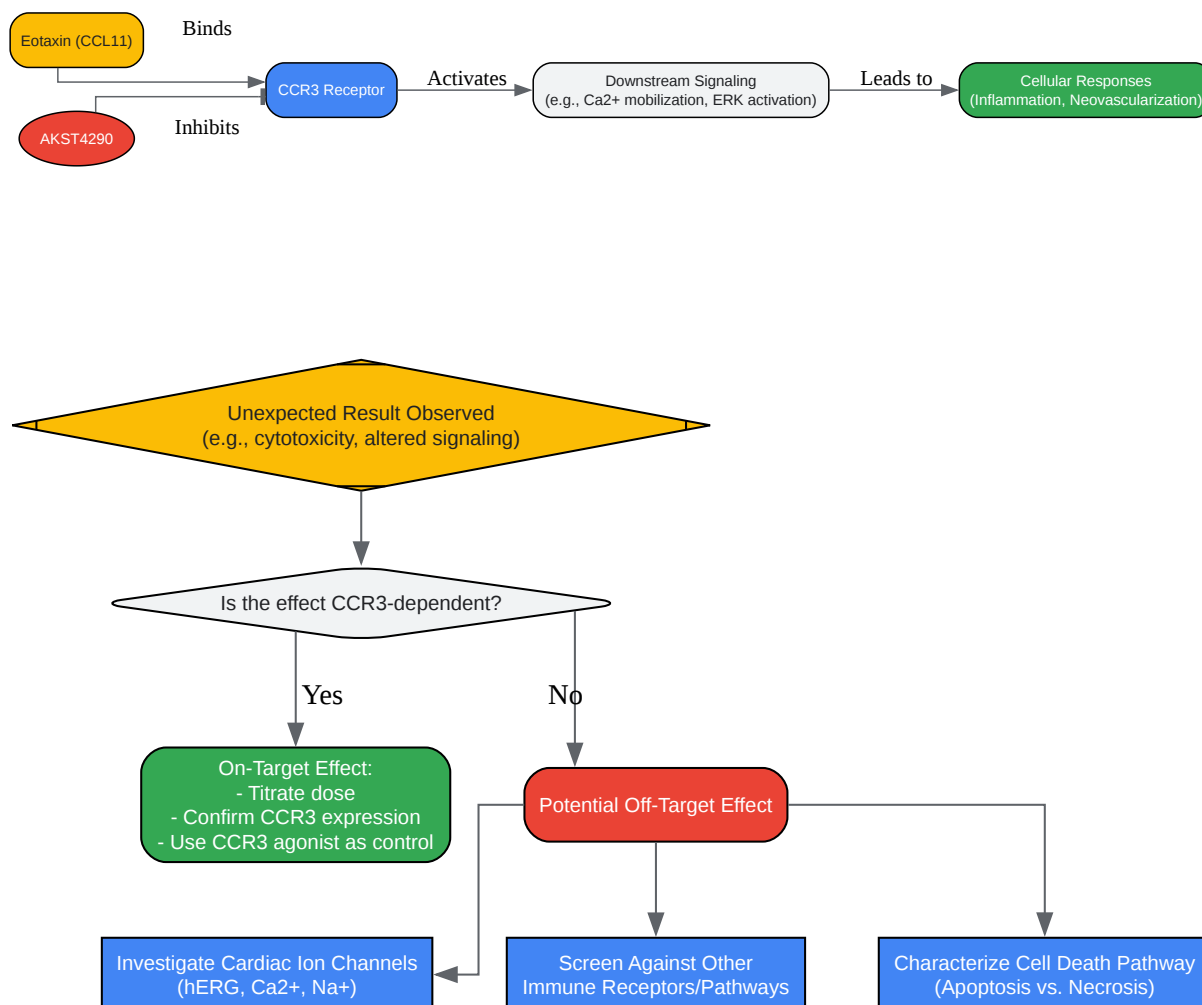 Eotaxin (CCL11)
Binds
CCR3 Receptor
Activates
Downstream Signaling
(e.g., Ca2+ mobilization, ERK activation)
Leads to
Cellular Responses
(Inflammation, Neovascularization)
AKST4290
Inhibits
Unexpected Result Observed
(e.g., cytotoxicity, altered signaling)
Is the effect CCR3-dependent?
Yes
No
On-Target Effect:
- Titrate dose
- Confirm CCR3 expression
- Use CCR3 agonist as control
Potential Off-Target Effect
Investigate Cardiac Ion Channels
(hERG, Ca2+, Na+)
Screen Against Other
Immune Receptors/Pathways
Characterize Cell Death Pathway
(Apoptosis vs. Necrosis)